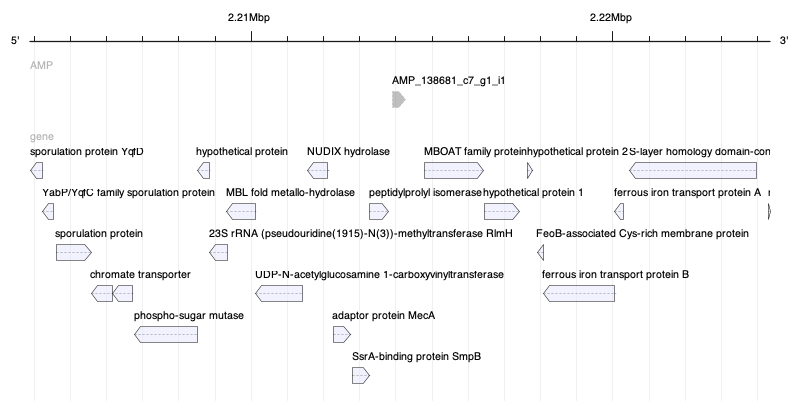 2.21Mbp 2.22Mbp
5' 3'
AMP
AMP_138681_c7_g1_i1
gene
sporulation protein YqfD hypothetical protein NUDIX hydrolase MBOAT family protein hypothetical protein 2 S-layer homology domain-con
YabP/YqfC family sporulation protein MBL fold metallo-hydrolase peptidylprolyl isomerase hypothetical protein 1 ferrous iron transport protein A
sporulation protein 23S rRNA (pseudouridine(1915)-N(3))-methyltransferase RlmH FeoB-associated Cys-rich membrane protein
chromate transporter UDP-N-acetylglucosamine 1-carboxyvinyltransferase ferrous iron transport protein B
phospho-sugar mutase adaptor protein MecA
SsrA-binding protein SmpB